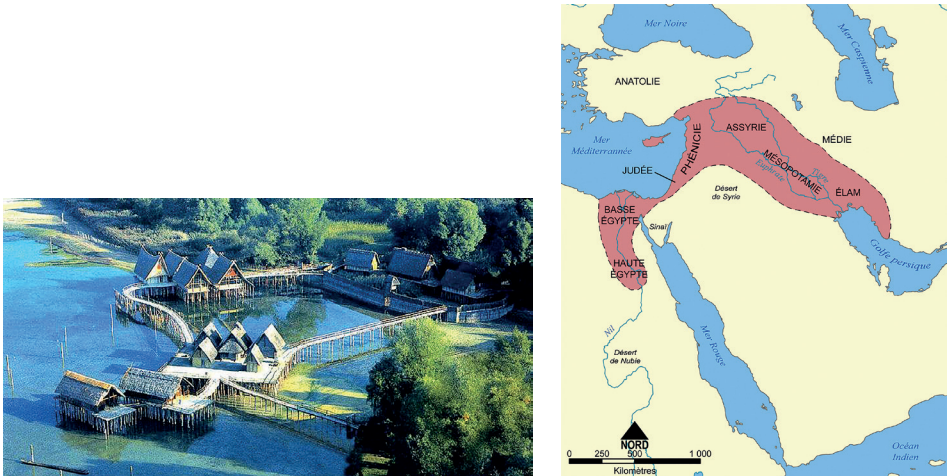 Mer Noire
Mer Caspienne
ANATOLIE
ASSYRIE
MÉDIE
PHÉNICIE
Mer
Méditerrannée
MÉSOPOTAMIE
Tigre
Euphrate
JUDÉE
ÉLAM
Désert
de Syrie
BASSE
ÉGYPTE
Sinaï
Golfe persique
HAUTE
ÉGYPTE
Mer Rouge
Nil
Désert
de Nubie
NORD
0 250 500 1 000
Kilomètres
Océan
Indien